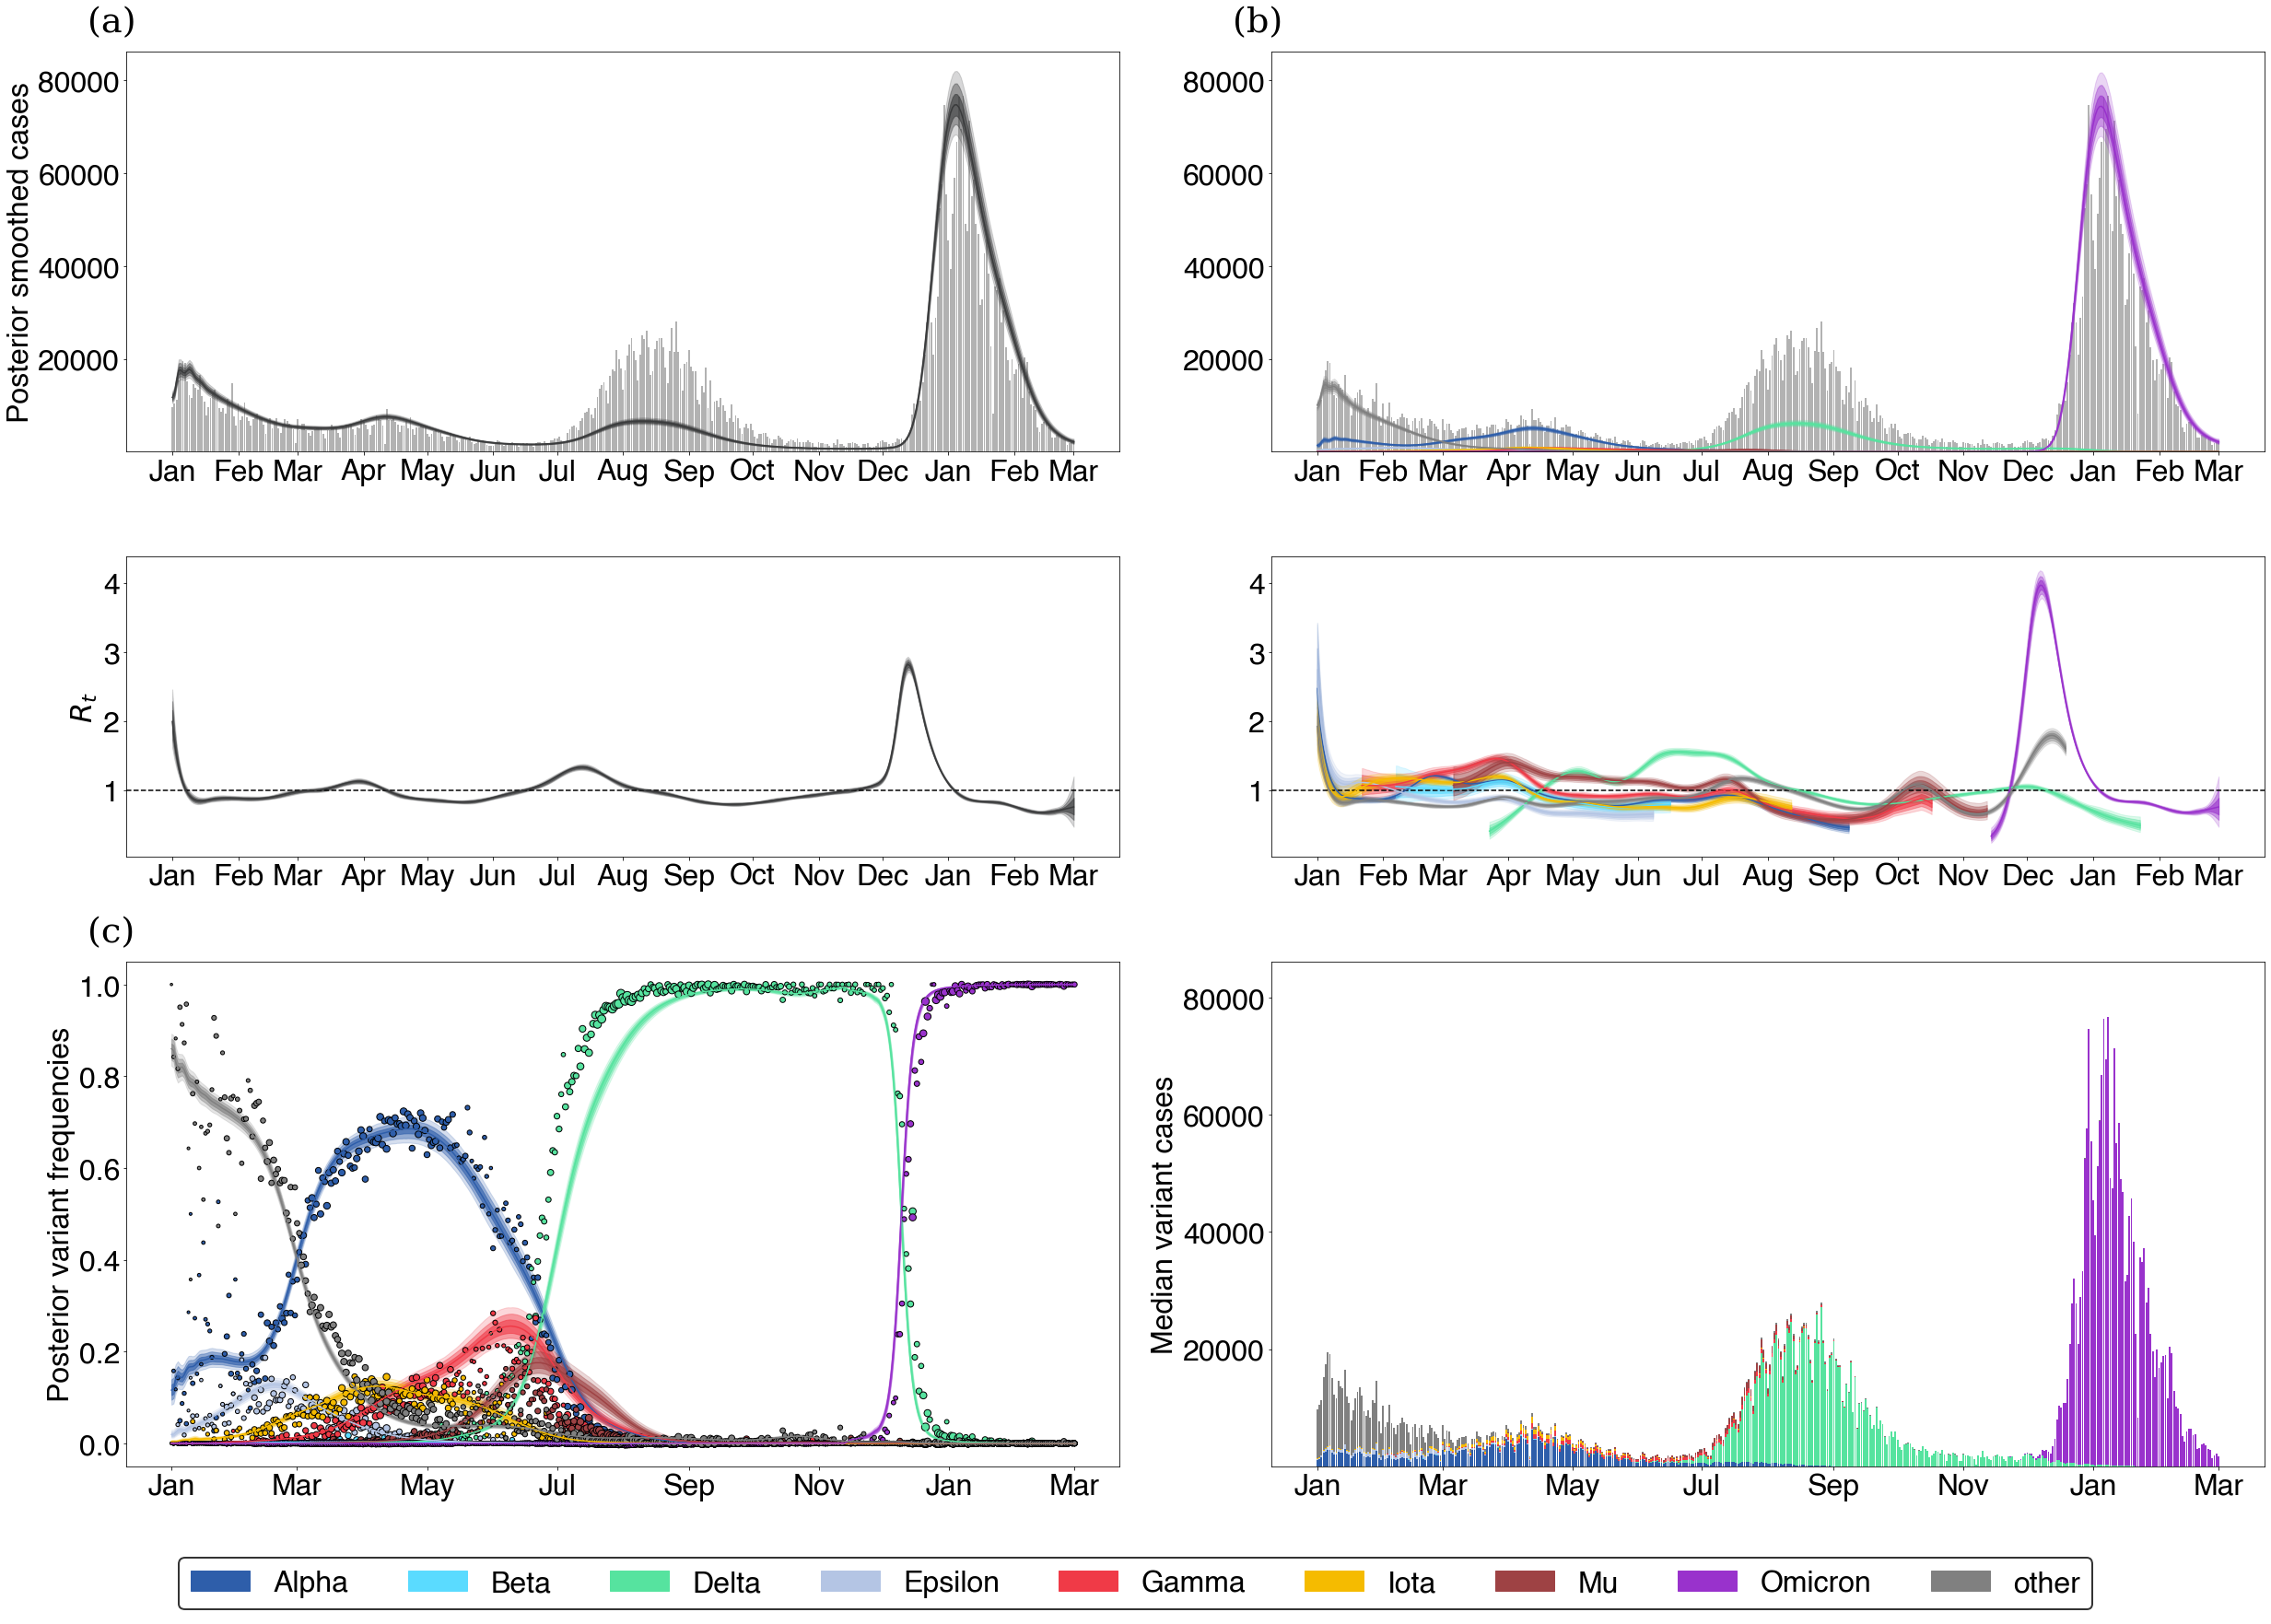 (a)
(b)
Posterior smoothed cases
80000
60000
40000
20000
Jan Feb Mar Apr May Jun Jul Aug Sep Oct Nov Dec Jan Feb Mar
80000
60000
40000
20000
Jan Feb Mar Apr May Jun Jul Aug Sep Oct Nov Dec Jan Feb Mar
R_t
4
3
2
1
Jan Feb Mar Apr May Jun Jul Aug Sep Oct Nov Dec Jan Feb Mar
4
3
2
1
Jan Feb Mar Apr May Jun Jul Aug Sep Oct Nov Dec Jan Feb Mar
(c)
Posterior variant frequencies
1.0
0.8
0.6
0.4
0.2
0.0
Jan Mar May Jul Sep Nov Jan Mar
Median variant cases
80000
60000
40000
20000
Jan Mar May Jul Sep Nov Jan Mar
Alpha Beta Delta Epsilon Gamma Iota Mu Omicron other